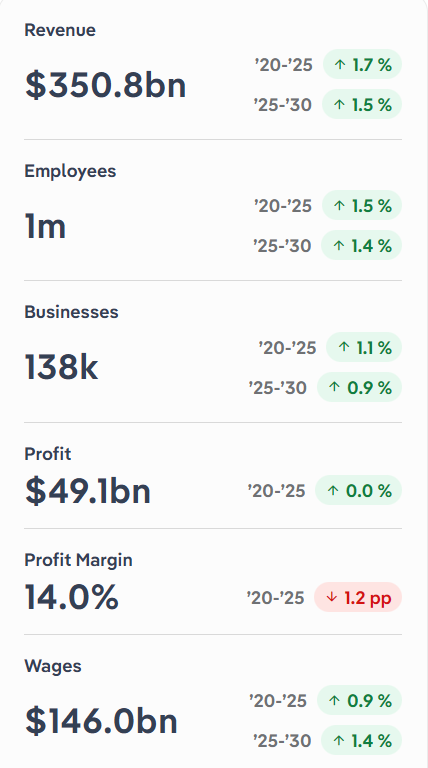 Revenue
$350.8bn
’20-’25 ↑ 1.7 %
’25-’30 ↑ 1.5 %
Employees
1m
’20-’25 ↑ 1.5 %
’25-’30 ↑ 1.4 %
Businesses
138k
’20-’25 ↑ 1.1 %
’25-’30 ↑ 0.9 %
Profit
$49.1bn
’20-’25 ↑ 0.0 %
Profit Margin
14.0%
’20-’25 ↓ 1.2 pp
Wages
$146.0bn
’20-’25 ↑ 0.9 %
’25-’30 ↑ 1.4 %